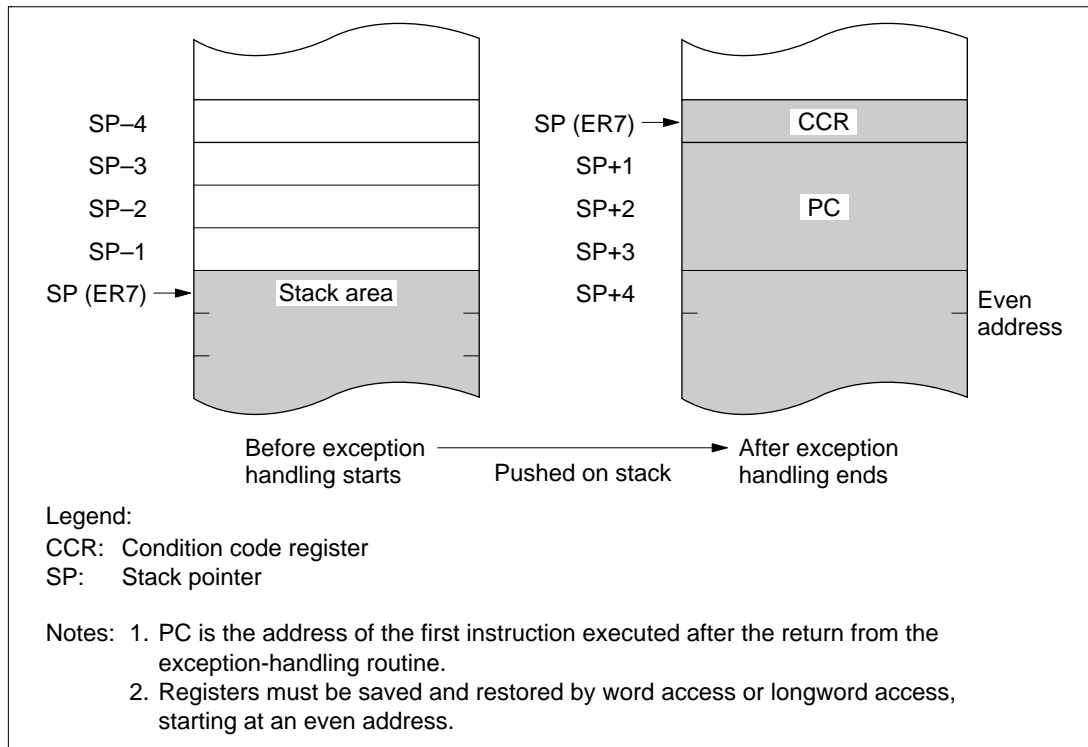 SP–4
SP–3
SP–2
SP–1
SP (ER7)
Stack area
SP (ER7)
CCR
SP+1
SP+2
PC
SP+3
SP+4
Even
address
Before exception
handling starts
Pushed on stack
After exception
handling ends
Legend:
CCR: Condition code register
SP: Stack pointer
Notes: 1. PC is the address of the first instruction executed after the return from the
exception-handling routine.
2. Registers must be saved and restored by word access or longword access,
starting at an even address.